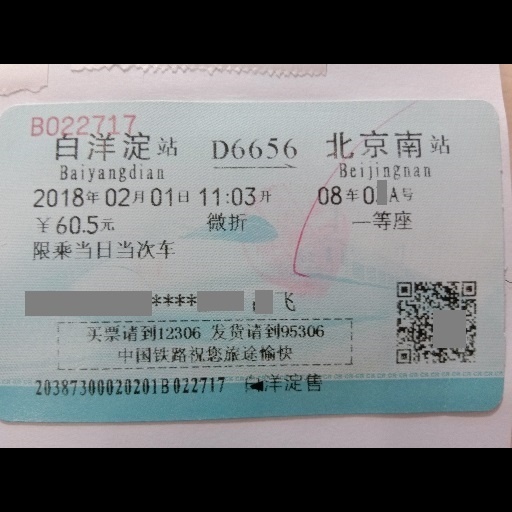 B022717
白洋淀站 D6656 北京南站
Baiyangdian Beijingnan
2018年02月01日11:03开 08车0 A号
￥60.5元 微折 一等座
限乘当日当次车
**** 飞
买票请到12306 发货请到95306
中国铁路祝您旅途愉快
20387300020201B022717 白洋淀售